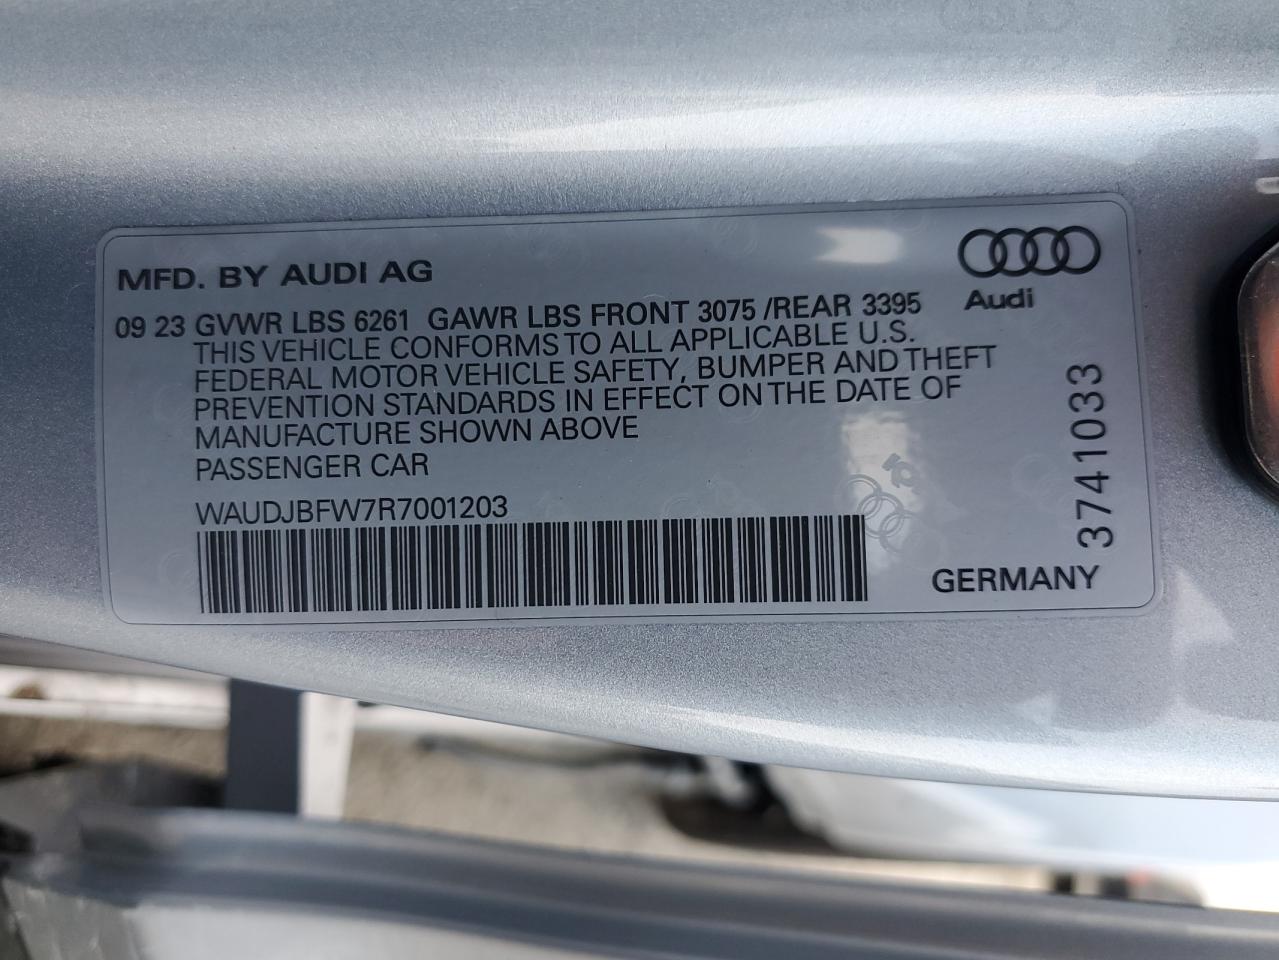 MFD. BY AUDI AG
Audi
09 23 GVWR LBS 6261 GAWR LBS FRONT 3075 /REAR 3395
THIS VEHICLE CONFORMS TO ALL APPLICABLE U.S.
FEDERAL MOTOR VEHICLE SAFETY, BUMPER AND THEFT
PREVENTION STANDARDS IN EFFECT ON THE DATE OF
MANUFACTURE SHOWN ABOVE
PASSENGER CAR
WAUDJBFW7R7001203
GERMANY
3741033